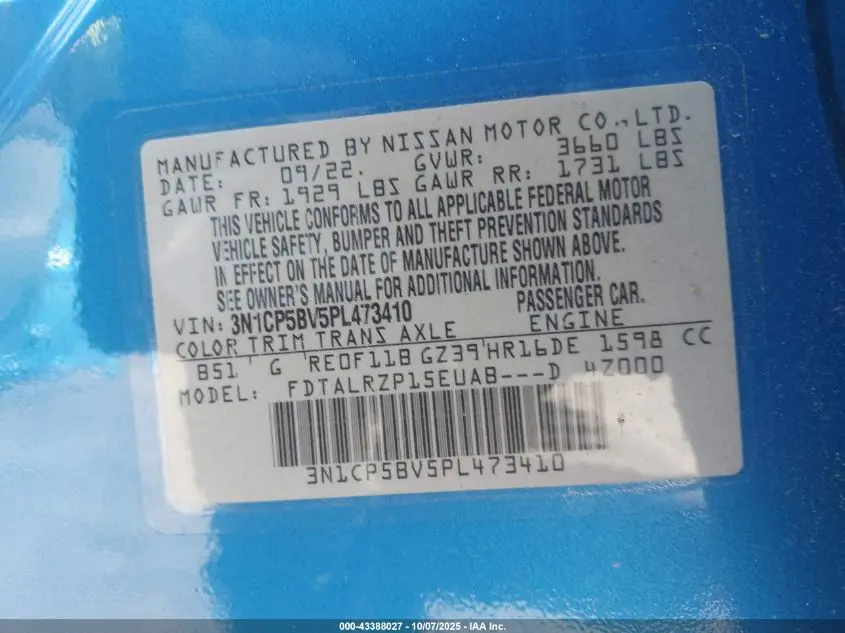 MANUFACTURED BY NISSAN MOTOR CO.,LTD.
DATE: 09/22. GVWR: 3660 LBS
GAWR FR: 1929 LBS GAWR RR: 1731 LBS
THIS VEHICLE CONFORMS TO ALL APPLICABLE FEDERAL MOTOR
VEHICLE SAFETY, BUMPER AND THEFT PREVENTION STANDARDS
IN EFFECT ON THE DATE OF MANUFACTURE SHOWN ABOVE.
SEE OWNER'S MANUAL FOR ADDITIONAL INFORMATION.
VIN: 3N1CP5BV5PL473410 PASSENGER CAR.
COLOR TRIM TRANS AXLE ENGINE
B51 G RE0F11B GZ39 HR16DE 1598 CC
MODEL: FDTALRZP15EUAB---D 4Z000
3N1CP5BV5PL473410
000-43388027 - 10/07/2025 - IAA Inc.